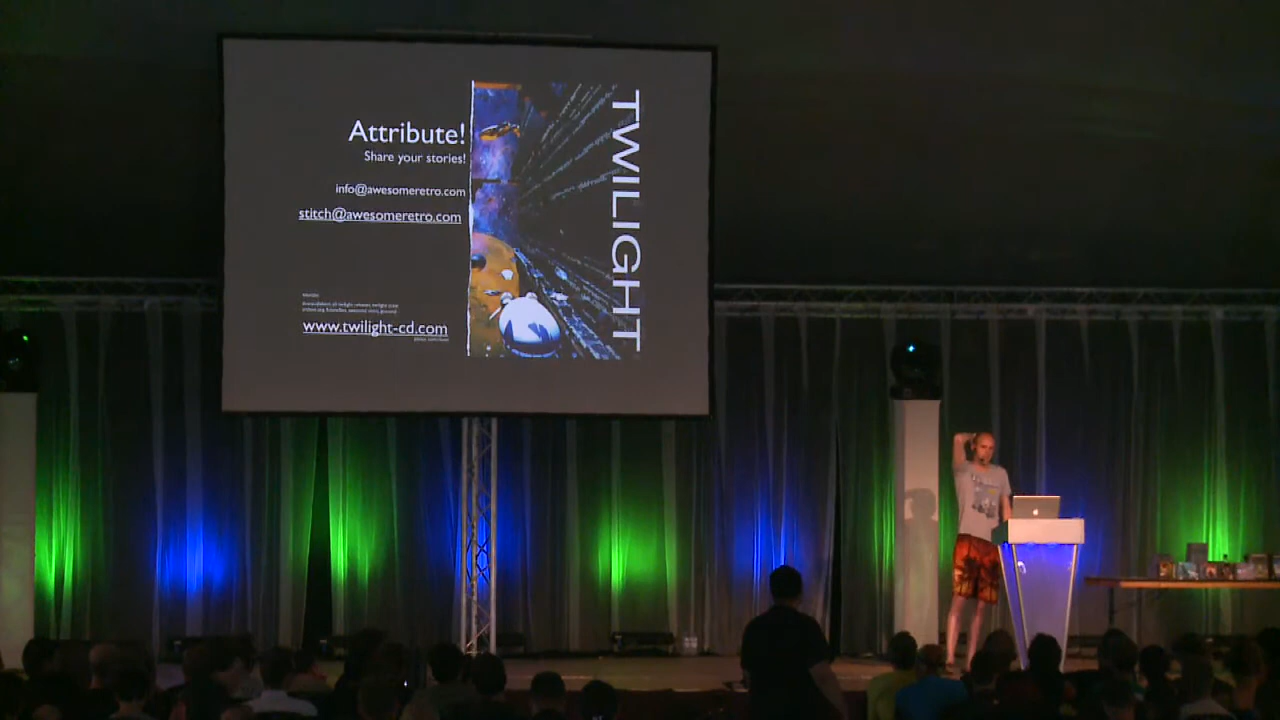 Attribute!
Share your stories!
info@awesomeretro.com
stitch@awesomeretro.com
www.twilight-cd.com
TWILIGHT